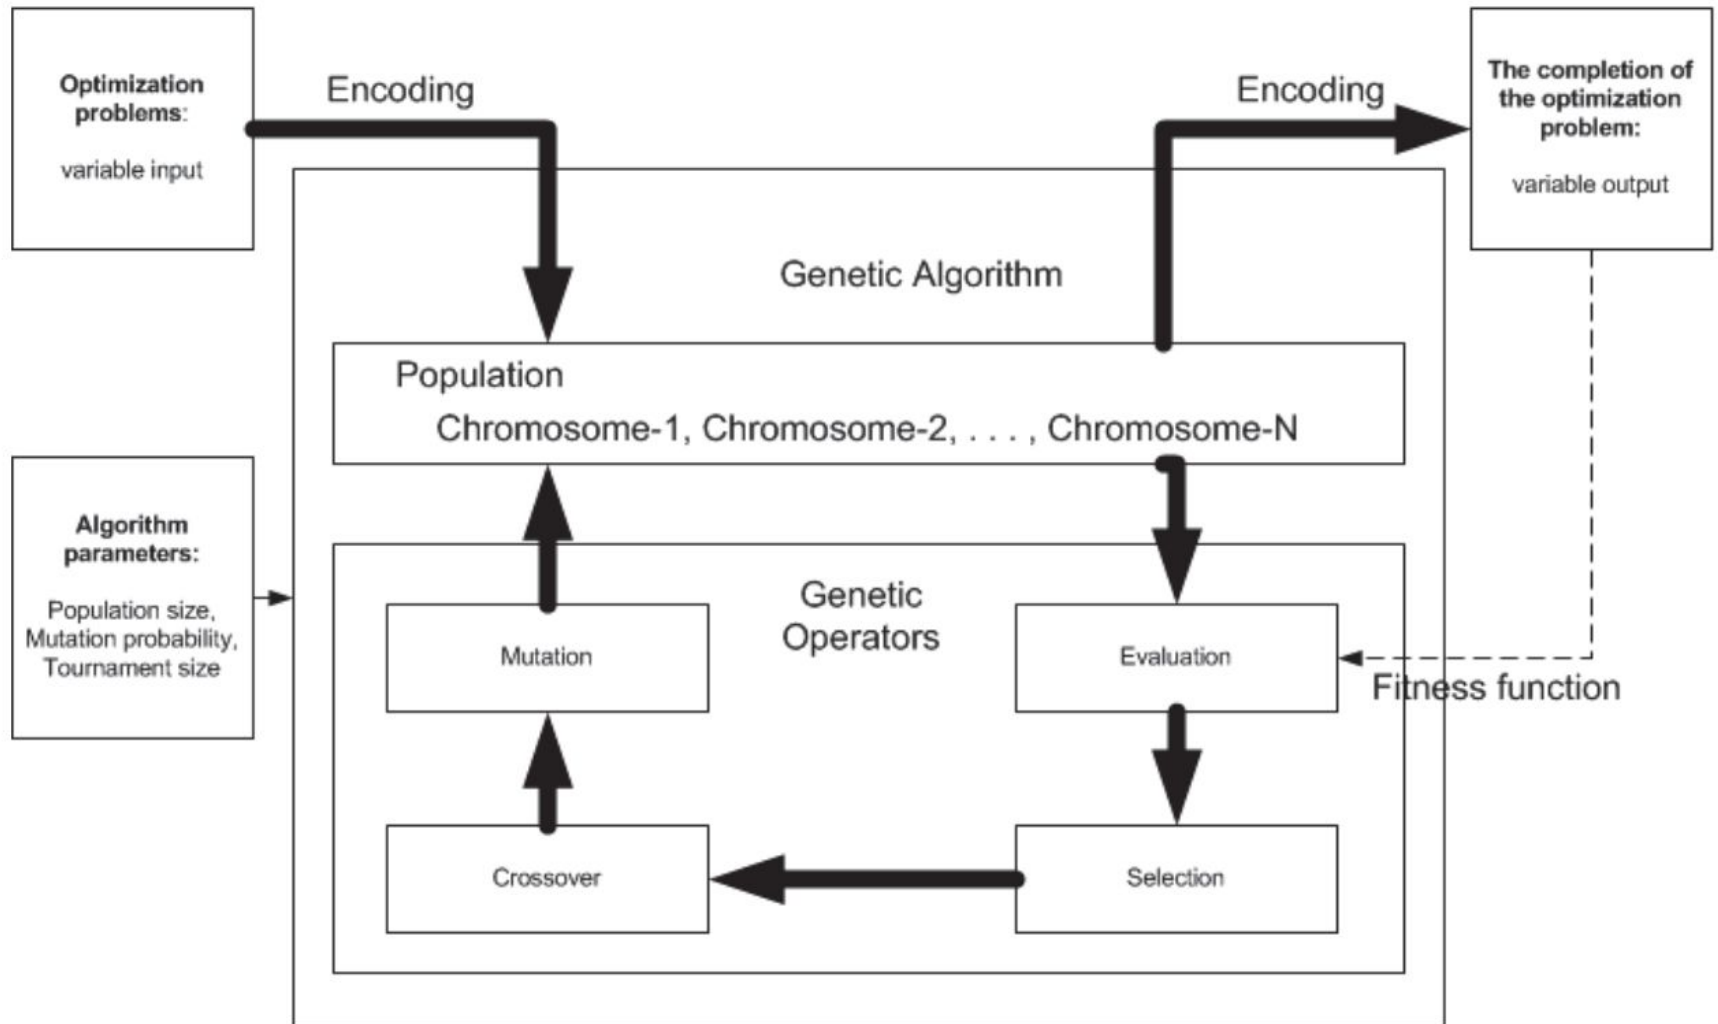 Optimization
problems:
variable input
Encoding
Encoding
The completion of
the optimization
problem:
variable output
Genetic Algorithm
Population
Chromosome-1, Chromosome-2, . . . , Chromosome-N
Algorithm
parameters:
Population size,
Mutation probability,
Tournament size
Genetic
Operators
Mutation
Evaluation
Fitness function
Crossover
Selection